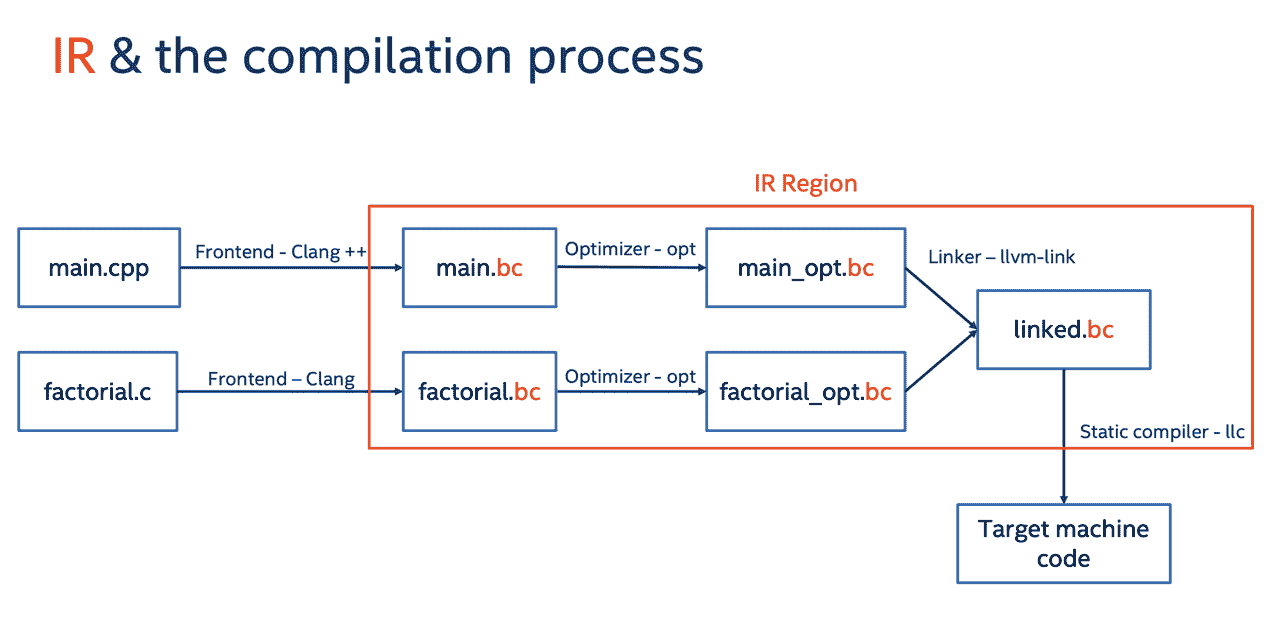 IR & the compilation process
IR Region
main.cpp
Frontend - Clang ++
main.bc
Optimizer - opt
main_opt.bc
Linker – llvm-link
linked.bc
factorial.c
Frontend – Clang
factorial.bc
Optimizer - opt
factorial_opt.bc
Static compiler - llc
Target machine
code